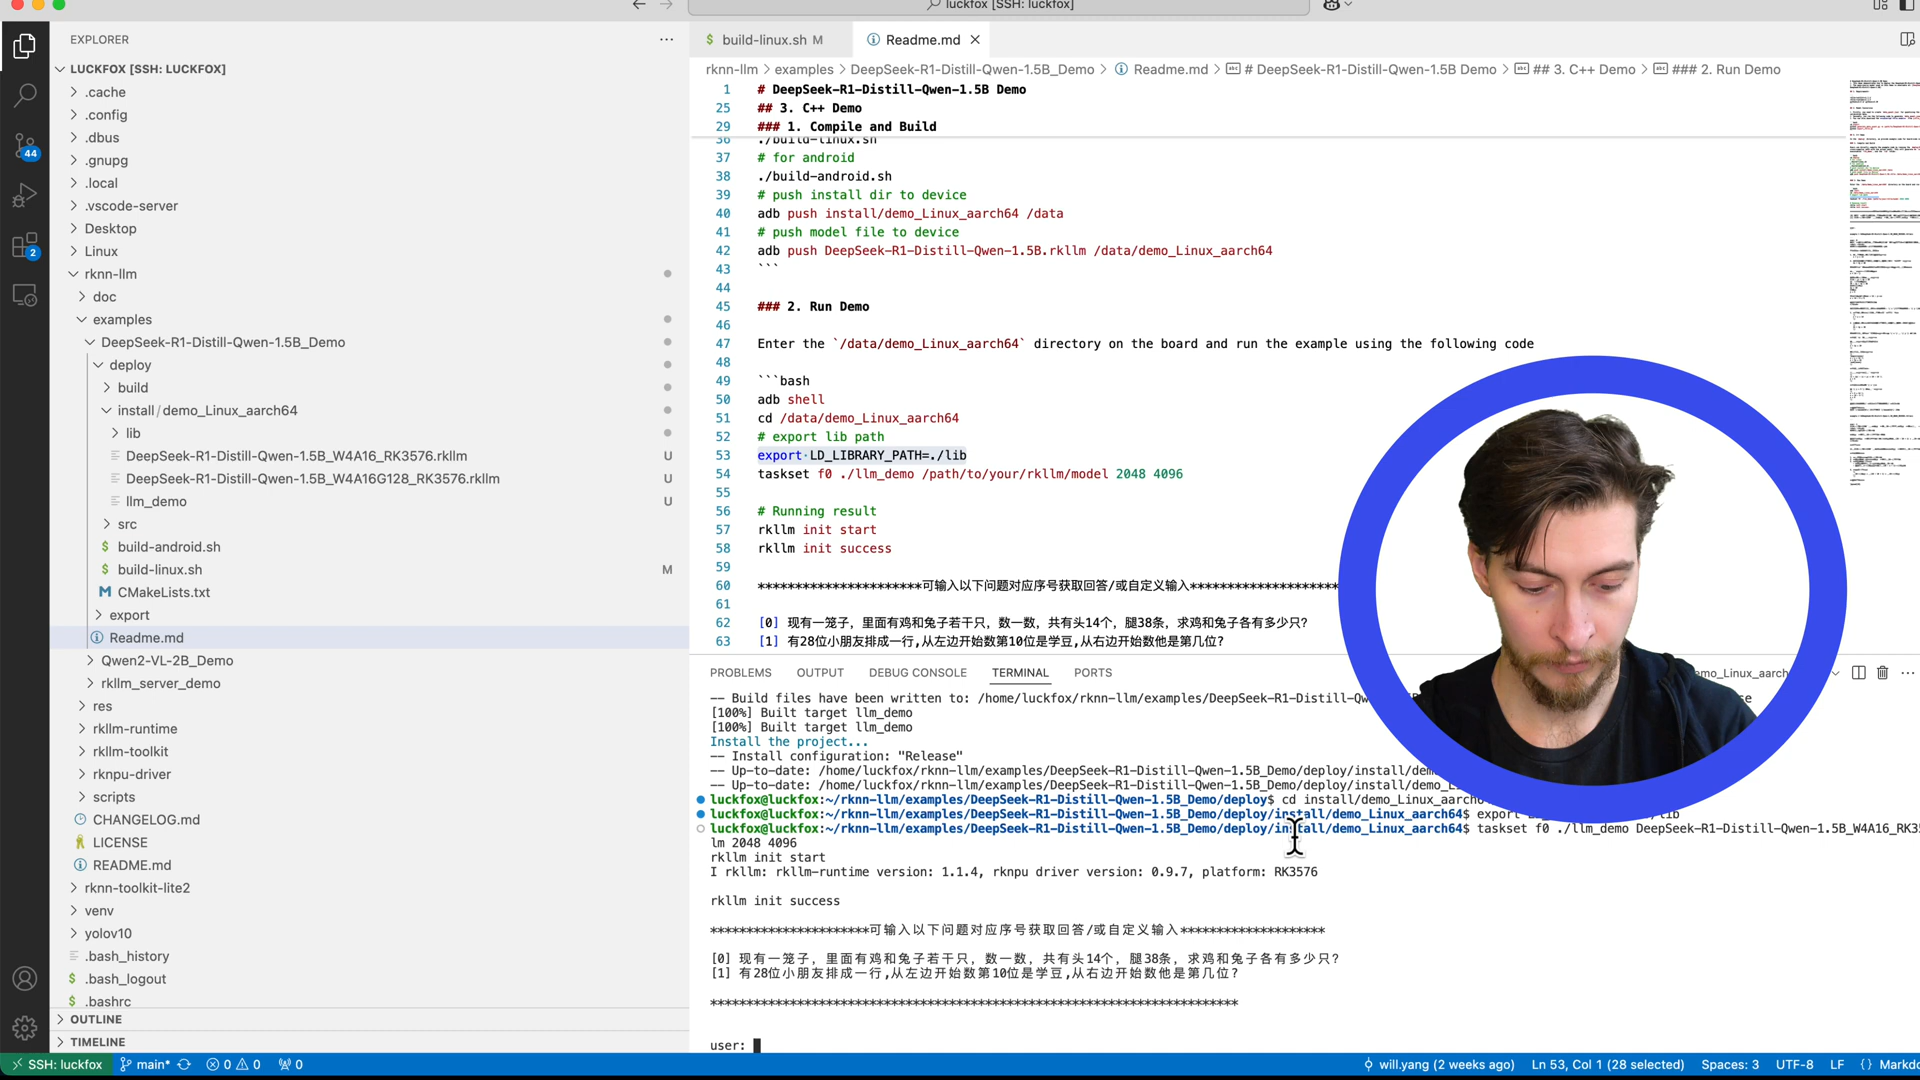 luckfox [SSH: luckfox]
EXPLORER
LUCKFOX [SSH: LUCKFOX]
.cache
.config
.dbus
.gnupg
.local
.vscode-server
Desktop
Linux
rknn-llm
doc
examples
DeepSeek-R1-Distill-Qwen-1.5B_Demo
deploy
build
install/demo_Linux_aarch64
lib
DeepSeek-R1-Distill-Qwen-1.5B_W4A16_RK3576.rkllm U
DeepSeek-R1-Distill-Qwen-1.5B_W4A16G128_RK3576.rkllm U
llm_demo U
src
$ build-android.sh
$ build-linux.sh M
M CMakeLists.txt
export
Readme.md
Qwen2-VL-2B_Demo
rkllm_server_demo
res
rkllm-runtime
rkllm-toolkit
rknpu-driver
scripts
CHANGELOG.md
LICENSE
README.md
rknn-toolkit-lite2
venv
yolov10
.bash_history
$ .bash_logout
$ .bashrc
OUTLINE
TIMELINE
44
2
$ build-linux.sh M
Readme.md
rknn-llm > examples > DeepSeek-R1-Distill-Qwen-1.5B_Demo > Readme.md > # DeepSeek-R1-Distill-Qwen-1.5B Demo > ## 3. C++ Demo > ### 2. Run Demo
1 # DeepSeek-R1-Distill-Qwen-1.5B Demo
25 ## 3. C++ Demo
29 ### 1. Compile and Build
36 ./build-linux.sh
37 # for android
38 ./build-android.sh
39 # push install dir to device
40 adb push install/demo_Linux_aarch64 /data
41 # push model file to device
42 adb push DeepSeek-R1-Distill-Qwen-1.5B.rkllm /data/demo_Linux_aarch64
43 ```
44
45 ### 2. Run Demo
46
47 Enter the `/data/demo_Linux_aarch64` directory on the board and run the example using the following code
48
49 ```bash
50 adb shell
51 cd /data/demo_Linux_aarch64
52 # export lib path
53 export LD_LIBRARY_PATH=./lib
54 taskset f0 ./llm_demo /path/to/your/rkllm/model 2048 4096
55
56 # Running result
57 rkllm init start
58 rkllm init success
59
60 **********************可输入以下问题对应序号获取回答/或自定义输入********************
61
62 [0] 现有一笼子，里面有鸡和兔子若干只，数一数，共有头14个，腿38条，求鸡和兔子各有多少只？
63 [1] 有28位小朋友排成一行,从左边开始数第10位是学豆,从右边开始数他是第几位?
PROBLEMS OUTPUT DEBUG CONSOLE TERMINAL PORTS
-- Build files have been written to: /home/luckfox/rknn-llm/examples/DeepSeek-R1-Distill-Q
[100%] Built target llm_demo
[100%] Built target llm_demo
Install the project...
-- Install configuration: "Release"
-- Up-to-date: /home/luckfox/rknn-llm/examples/DeepSeek-R1-Distill-Qwen-1.5B_Demo/deploy/install/dem
-- Up-to-date: /home/luckfox/rknn-llm/examples/DeepSeek-R1-Distill-Qwen-1.5B_Demo/deploy/install/demo
luckfox@luckfox:~/rknn-llm/examples/DeepSeek-R1-Distill-Qwen-1.5B_Demo/deploy$ cd install/demo_Linux_aarch
luckfox@luckfox:~/rknn-llm/examples/DeepSeek-R1-Distill-Qwen-1.5B_Demo/deploy/install/demo_Linux_aarch64$ export
luckfox@luckfox:~/rknn-llm/examples/DeepSeek-R1-Distill-Qwen-1.5B_Demo/deploy/install/demo_Linux_aarch64$ taskset f0 ./llm_demo DeepSeek-R1-Distill-Qwen-1.5B_W4A16_RK3
lm 2048 4096
rkllm init start
I rkllm: rkllm-runtime version: 1.1.4, rknpu driver version: 0.9.7, platform: RK3576
rkllm init success
**********************可输入以下问题对应序号获取回答/或自定义输入********************
[0] 现有一笼子，里面有鸡和兔子若干只，数一数，共有头14个，腿38条，求鸡和兔子各有多少只？
[1] 有28位小朋友排成一行,从左边开始数第10位是学豆,从右边开始数他是第几位?
*************************************************************************
user:
SSH: luckfox main* 0 0 0 will.yang (2 weeks ago) Ln 53, Col 1 (28 selected) Spaces: 3 UTF-8 LF {} Markdo